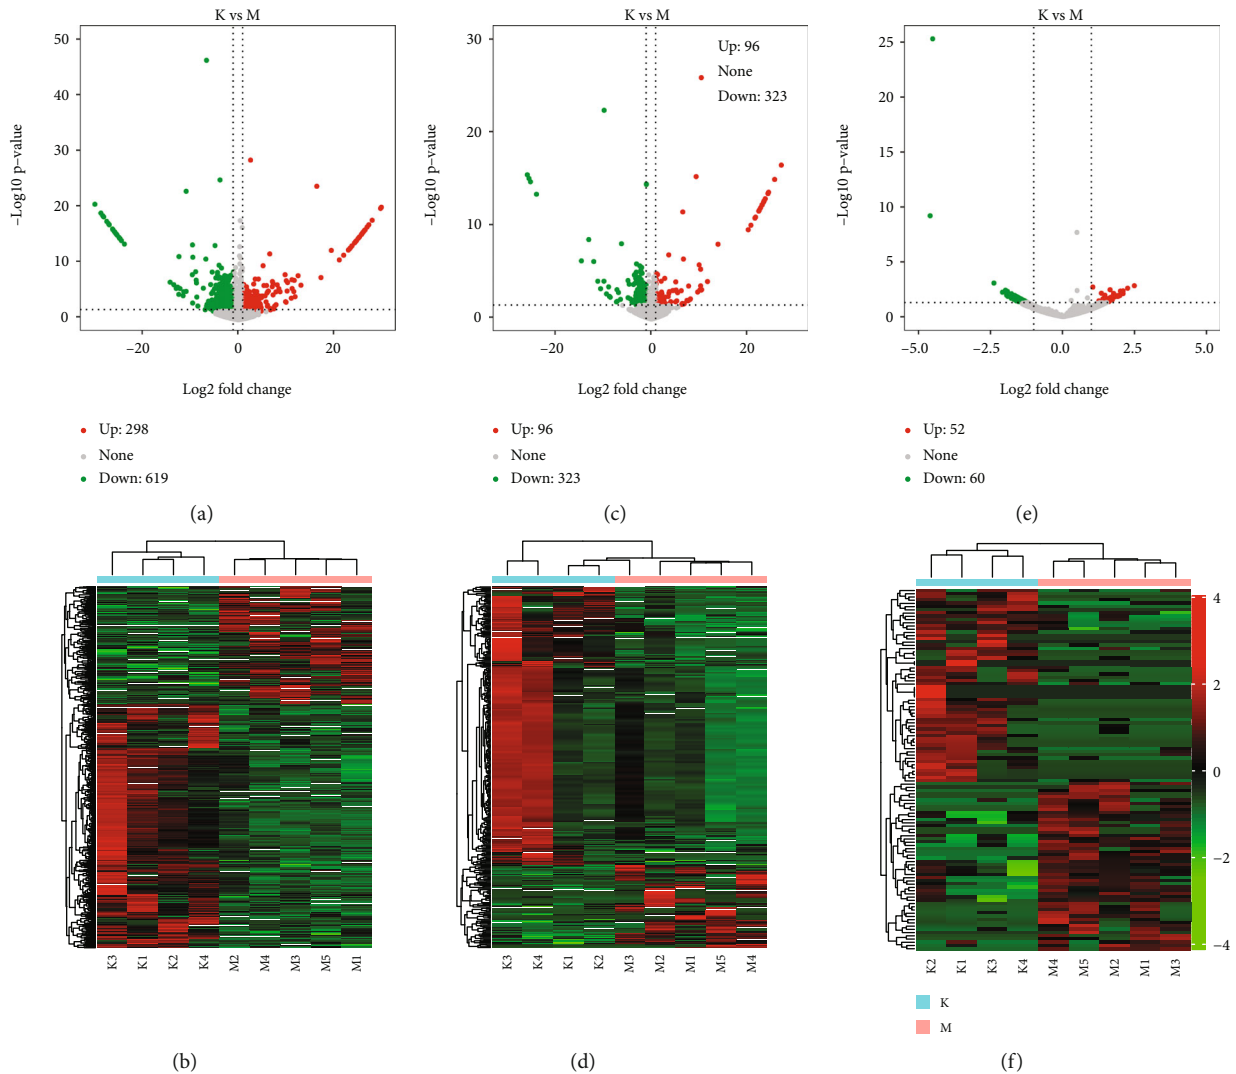 K vs M
50
40
30
20
10
0
−Log10 p−value
−20
0
20
Log2 fold change
Up: 298
None
Down: 619
(a)
K vs M
30
20
10
0
−Log10 p−value
Up: 96
None
Down: 323
−20
0
20
Log2 fold change
Up: 96
None
Down: 323
(c)
K vs M
25
20
15
10
5
0
−Log10 p−value
−5.0
−2.5
0.0
2.5
5.0
Log2 fold change
Up: 52
None
Down: 60
(e)
K3 K1 K2 K4 M2 M4 M3 M5 M1
(b)
K3 K4 K1 K2 M3 M2 M1 M5 M4
(d)
4
2
0
−2
−4
K2 K1 K3 K4 M4 M5 M2 M1 M3
K
M
(f)